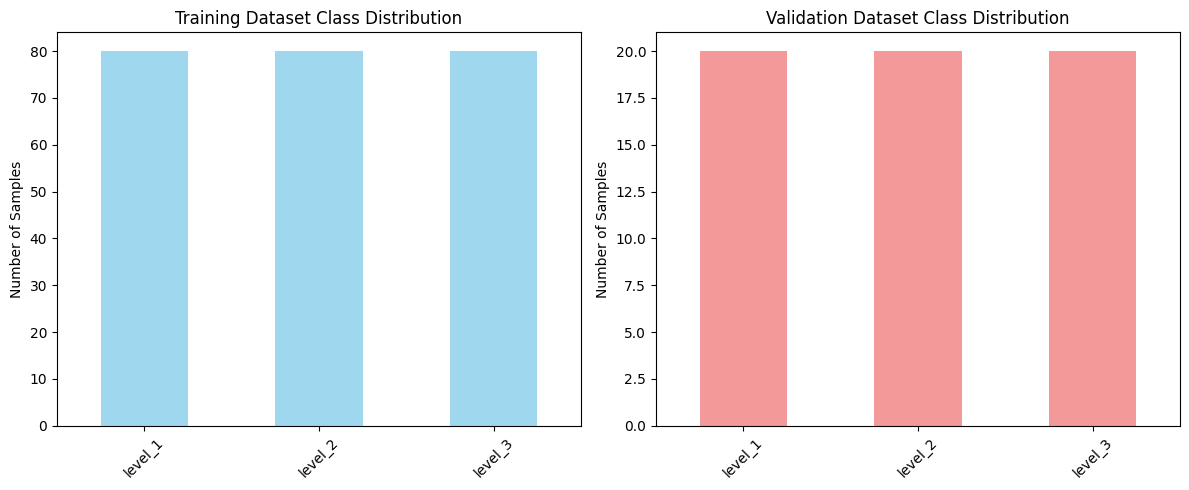 Training Dataset Class Distribution
Number of Samples
80
70
60
50
40
30
20
10
0
level_1
level_2
level_3
Validation Dataset Class Distribution
Number of Samples
20.0
17.5
15.0
12.5
10.0
7.5
5.0
2.5
0.0
level_1
level_2
level_3